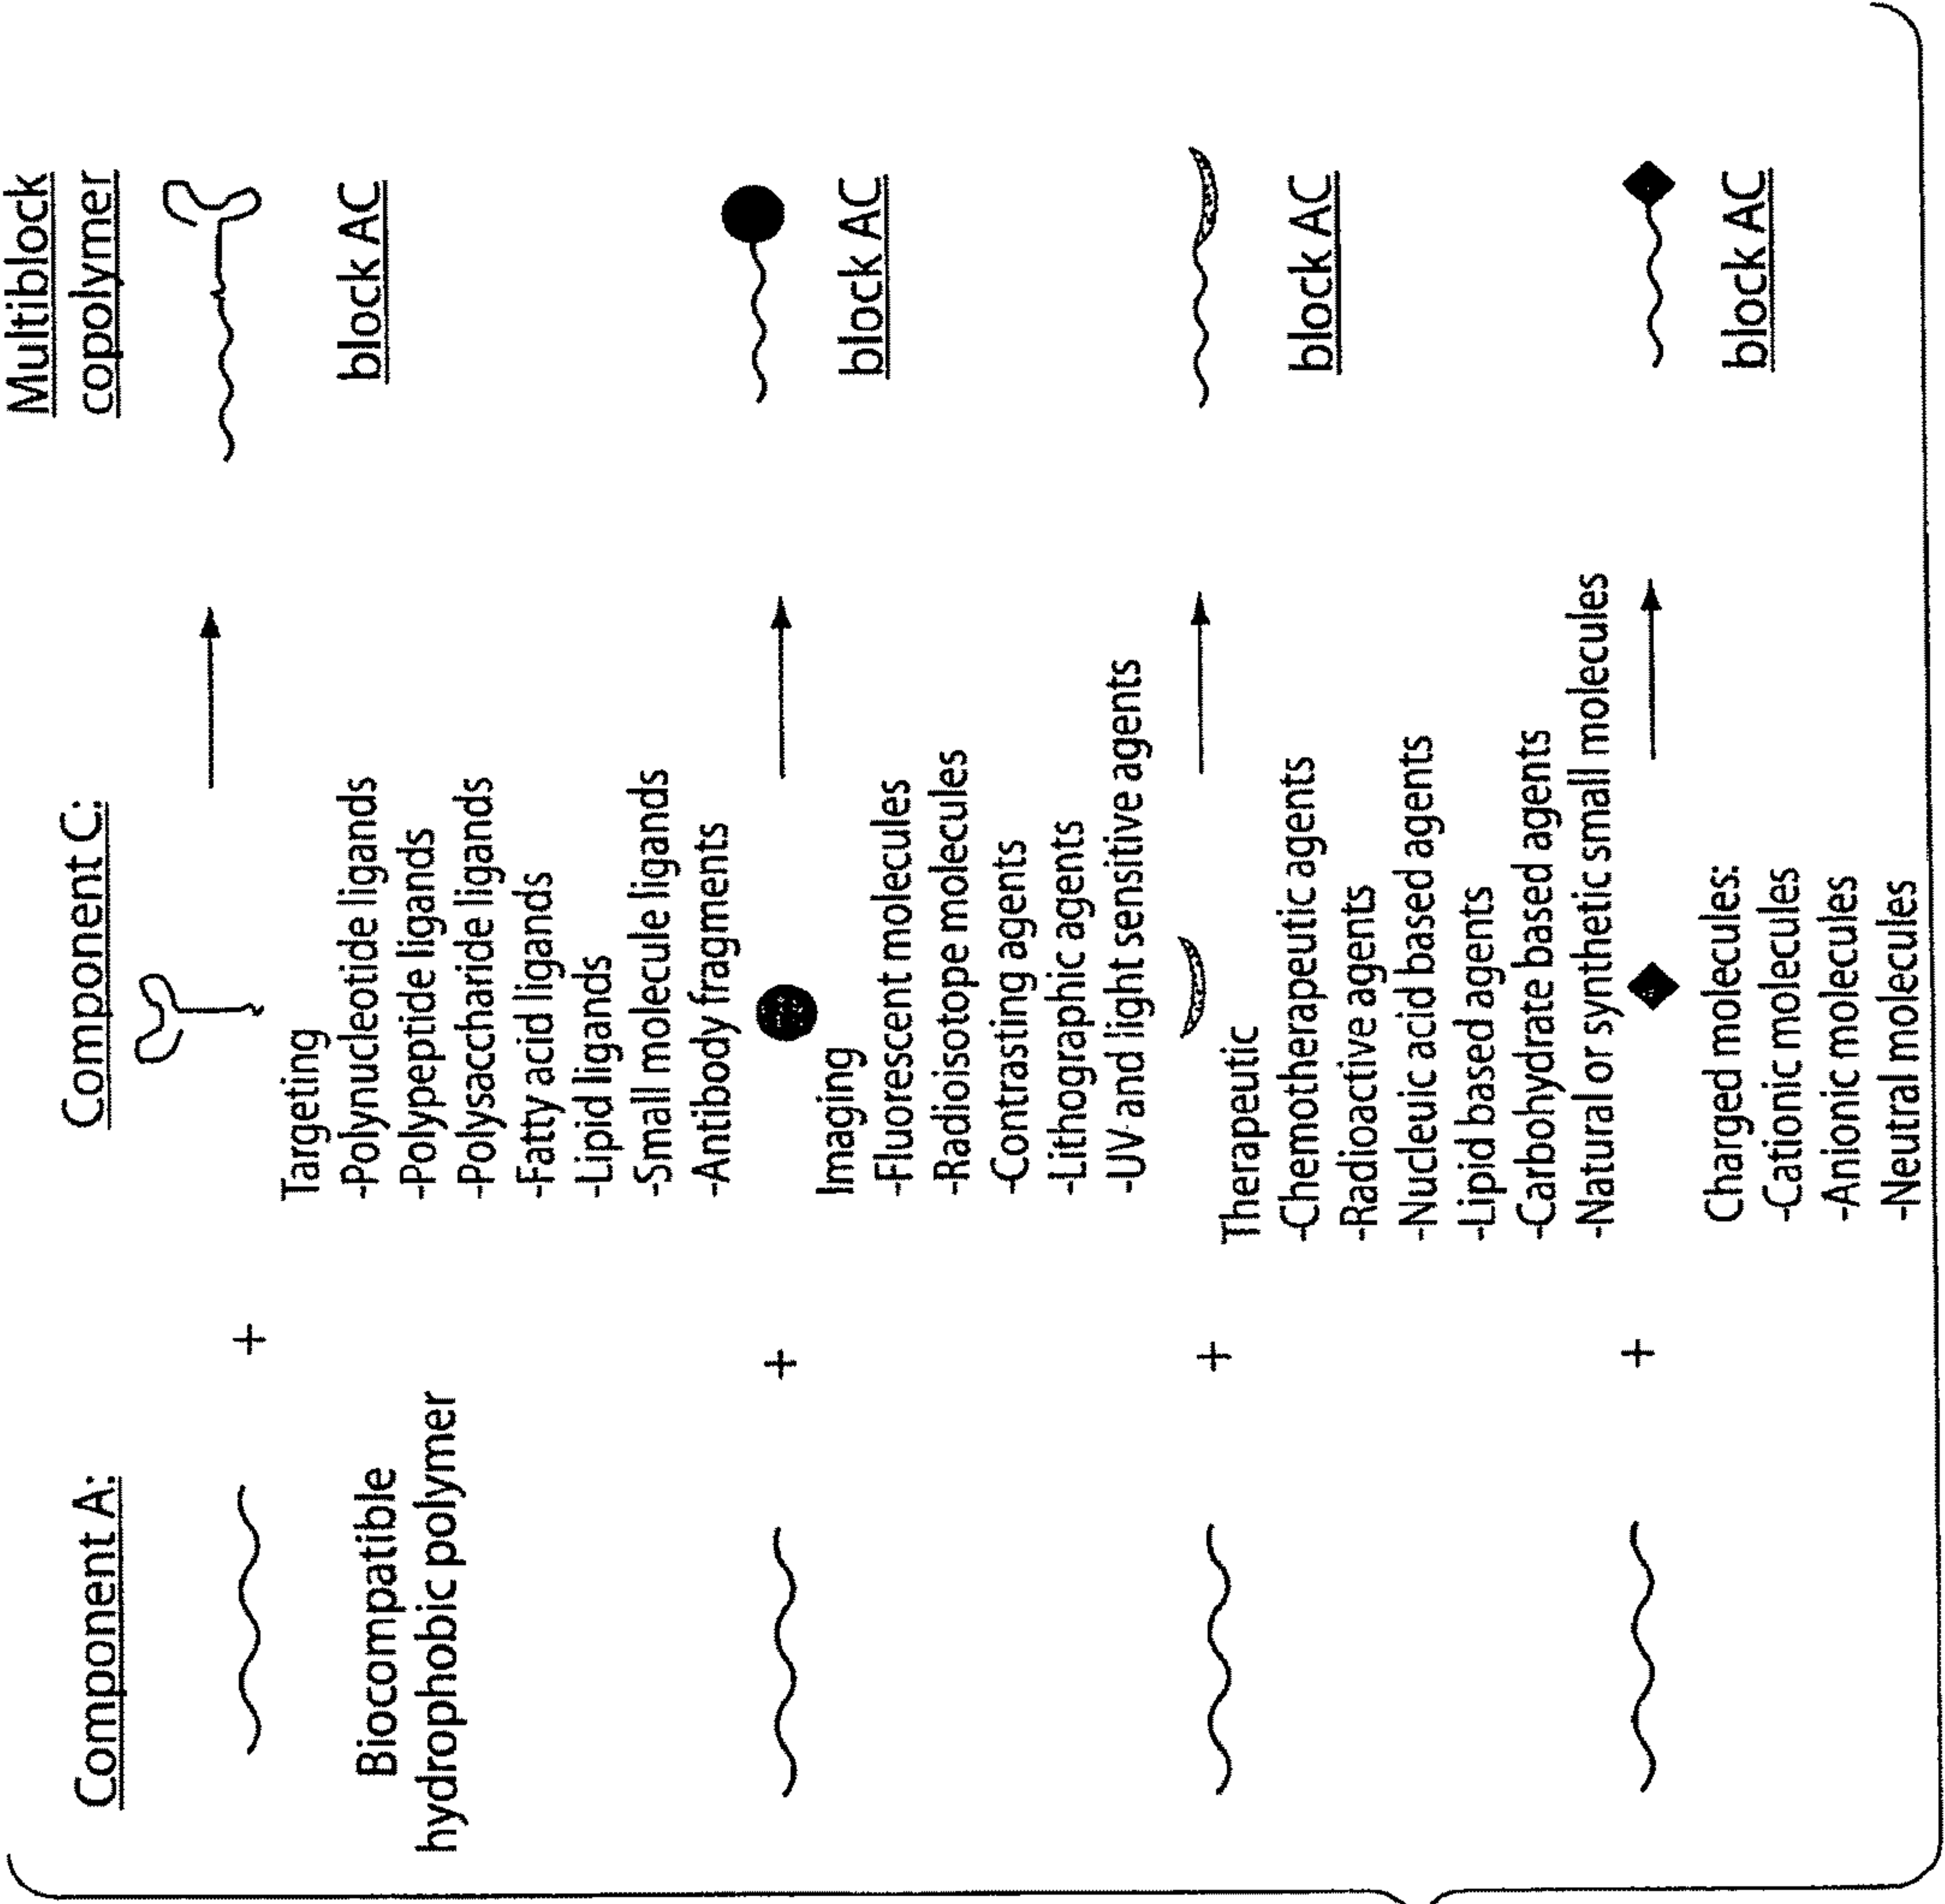 Component A:
Component C:
Multiblock
copolymer
Biocompatible
hydrophobic polymer
+
Targeting
-Polynucleotide ligands
-Polypeptide ligands
-Polysaccharide ligands
-Fatty acid ligands
-Lipid ligands
-Small molecule ligands
-Antibody fragments
block AC
+
Imaging
-Fluorescent molecules
-Radioisotope molecules
-Contrasting agents
-Lithographic agents
-UV and light sensitive agents
block AC
+
Therapeutic
-Chemotherapeutic agents
-Radioactive agents
-Nucleuic acid based agents
-Lipid based agents
-Carbohydrate based agents
-Natural or synthetic small molecules
block AC
+
Charged molecules:
-Cationic molecules
-Anionic molecules
-Neutral molecules
block AC